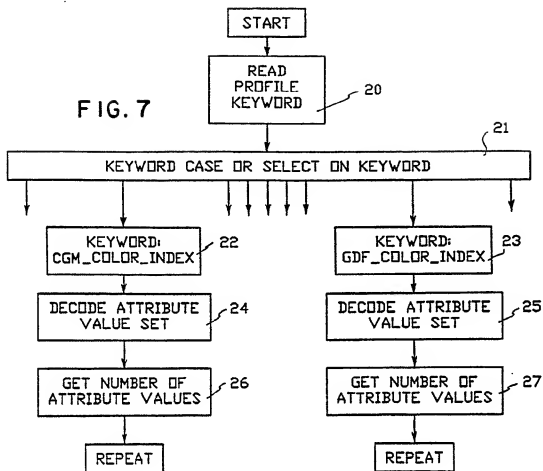 START
READ
PROFILE
KEYWORD
20
FIG. 7
21
KEYWORD CASE OR SELECT ON KEYWORD
KEYWORD:
CGM_COLOR_INDEX
22
KEYWORD:
GDF_COLOR_INDEX
23
DECODE ATTRIBUTE
VALUE SET
24
DECODE ATTRIBUTE
VALUE SET
25
GET NUMBER OF
ATTRIBUTE VALUES
26
GET NUMBER OF
ATTRIBUTE VALUES
27
REPEAT
REPEAT